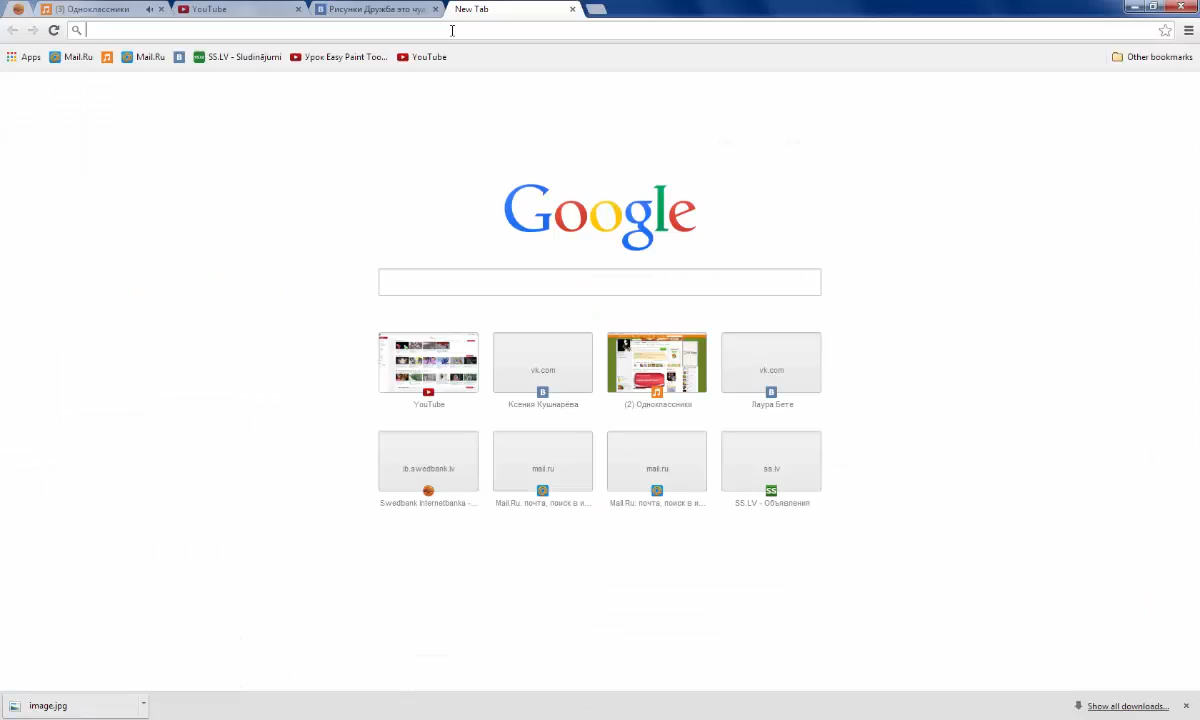 (3) Одноклассники
YouTube
Рисунки Дружба это чуд
New Tab
Apps
Mail.Ru
Mail.Ru
SS.LV - Sludinājumi
Урок Easy Paint Too...
YouTube
Other bookmarks
Google
vk.com
vk.com
YouTube
Ксения Кушнарёва
(2) Одноклассники
Лаура Бете
ib.swedbank.lv
mail.ru
mail.ru
ss.lv
Swedbank Internetbanka -...
Mail.Ru: почта, поиск в и...
Mail.Ru: почта, поиск в и...
SS.LV - Объявления
image.jpg
Show all downloads...